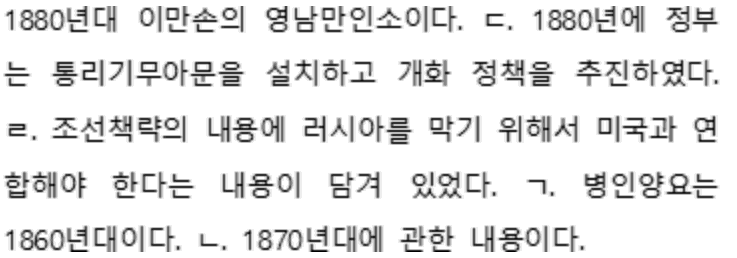 1880년대 이만손의 영남만인소이다. ㄷ. 1880년에 정부
는 통리기무아문을 설치하고 개화 정책을 추진하였다.
ㄹ. 조선책략의 내용에 러시아를 막기 위해서 미국과 연
합해야 한다는 내용이 담겨 있었다. ㄱ. 병인양요는
1860년대이다. ㄴ. 1870년대에 관한 내용이다.